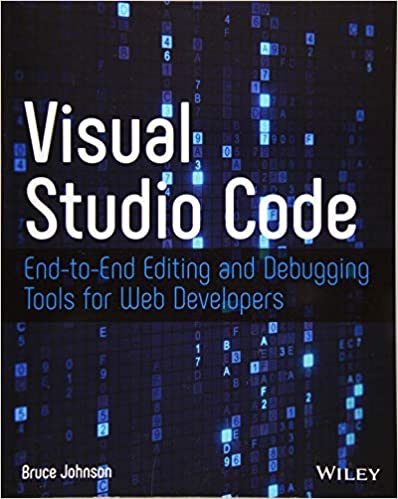 Visual
Studio Code
End-to-End Editing and Debugging
Tools for Web Developers
Bruce Johnson
WILEY